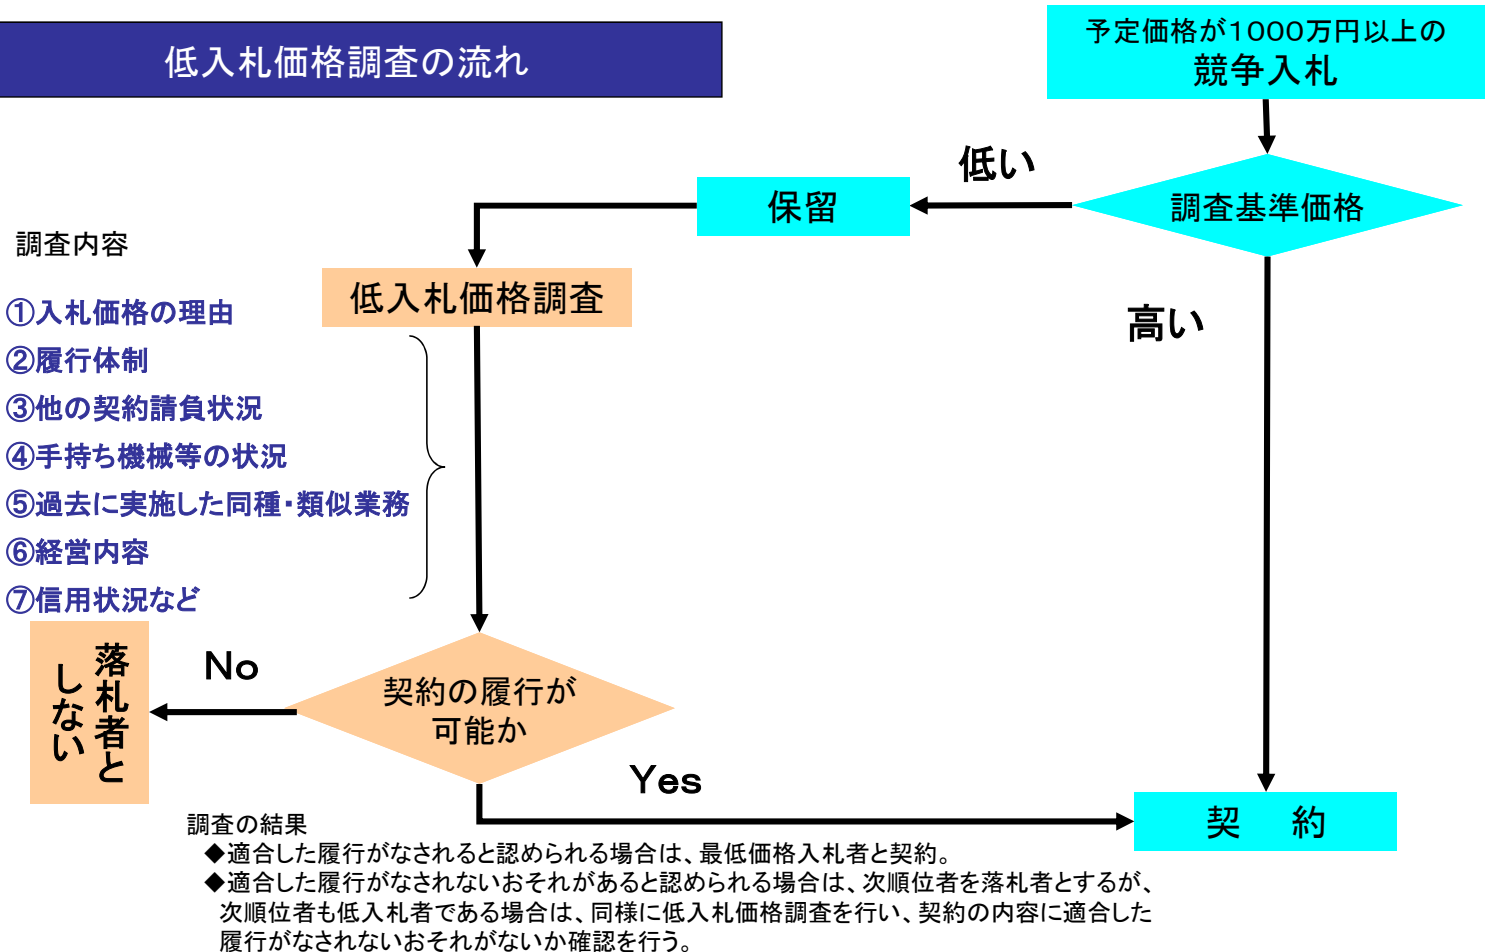 低入札価格調査の流れ
予定価格が1000万円以上の
競争入札
低い
保留
調査基準価格
調査内容
低入札価格調査
高い
①入札価格の理由
②履行体制
③他の契約請負状況
④手持ち機械等の状況
⑤過去に実施した同種・類似業務
⑥経営内容
⑦信用状況など
落札者と
しない
No
契約の履行が
可能か
Yes
契　約
調査の結果
◆適合した履行がなされると認められる場合は、最低価格入札者と契約。
◆適合した履行がなされないおそれがあると認められる場合は、次順位者を落札者とするが、
次順位者も低入札者である場合は、同様に低入札価格調査を行い、契約の内容に適合した
履行がなされないおそれがないか確認を行う。